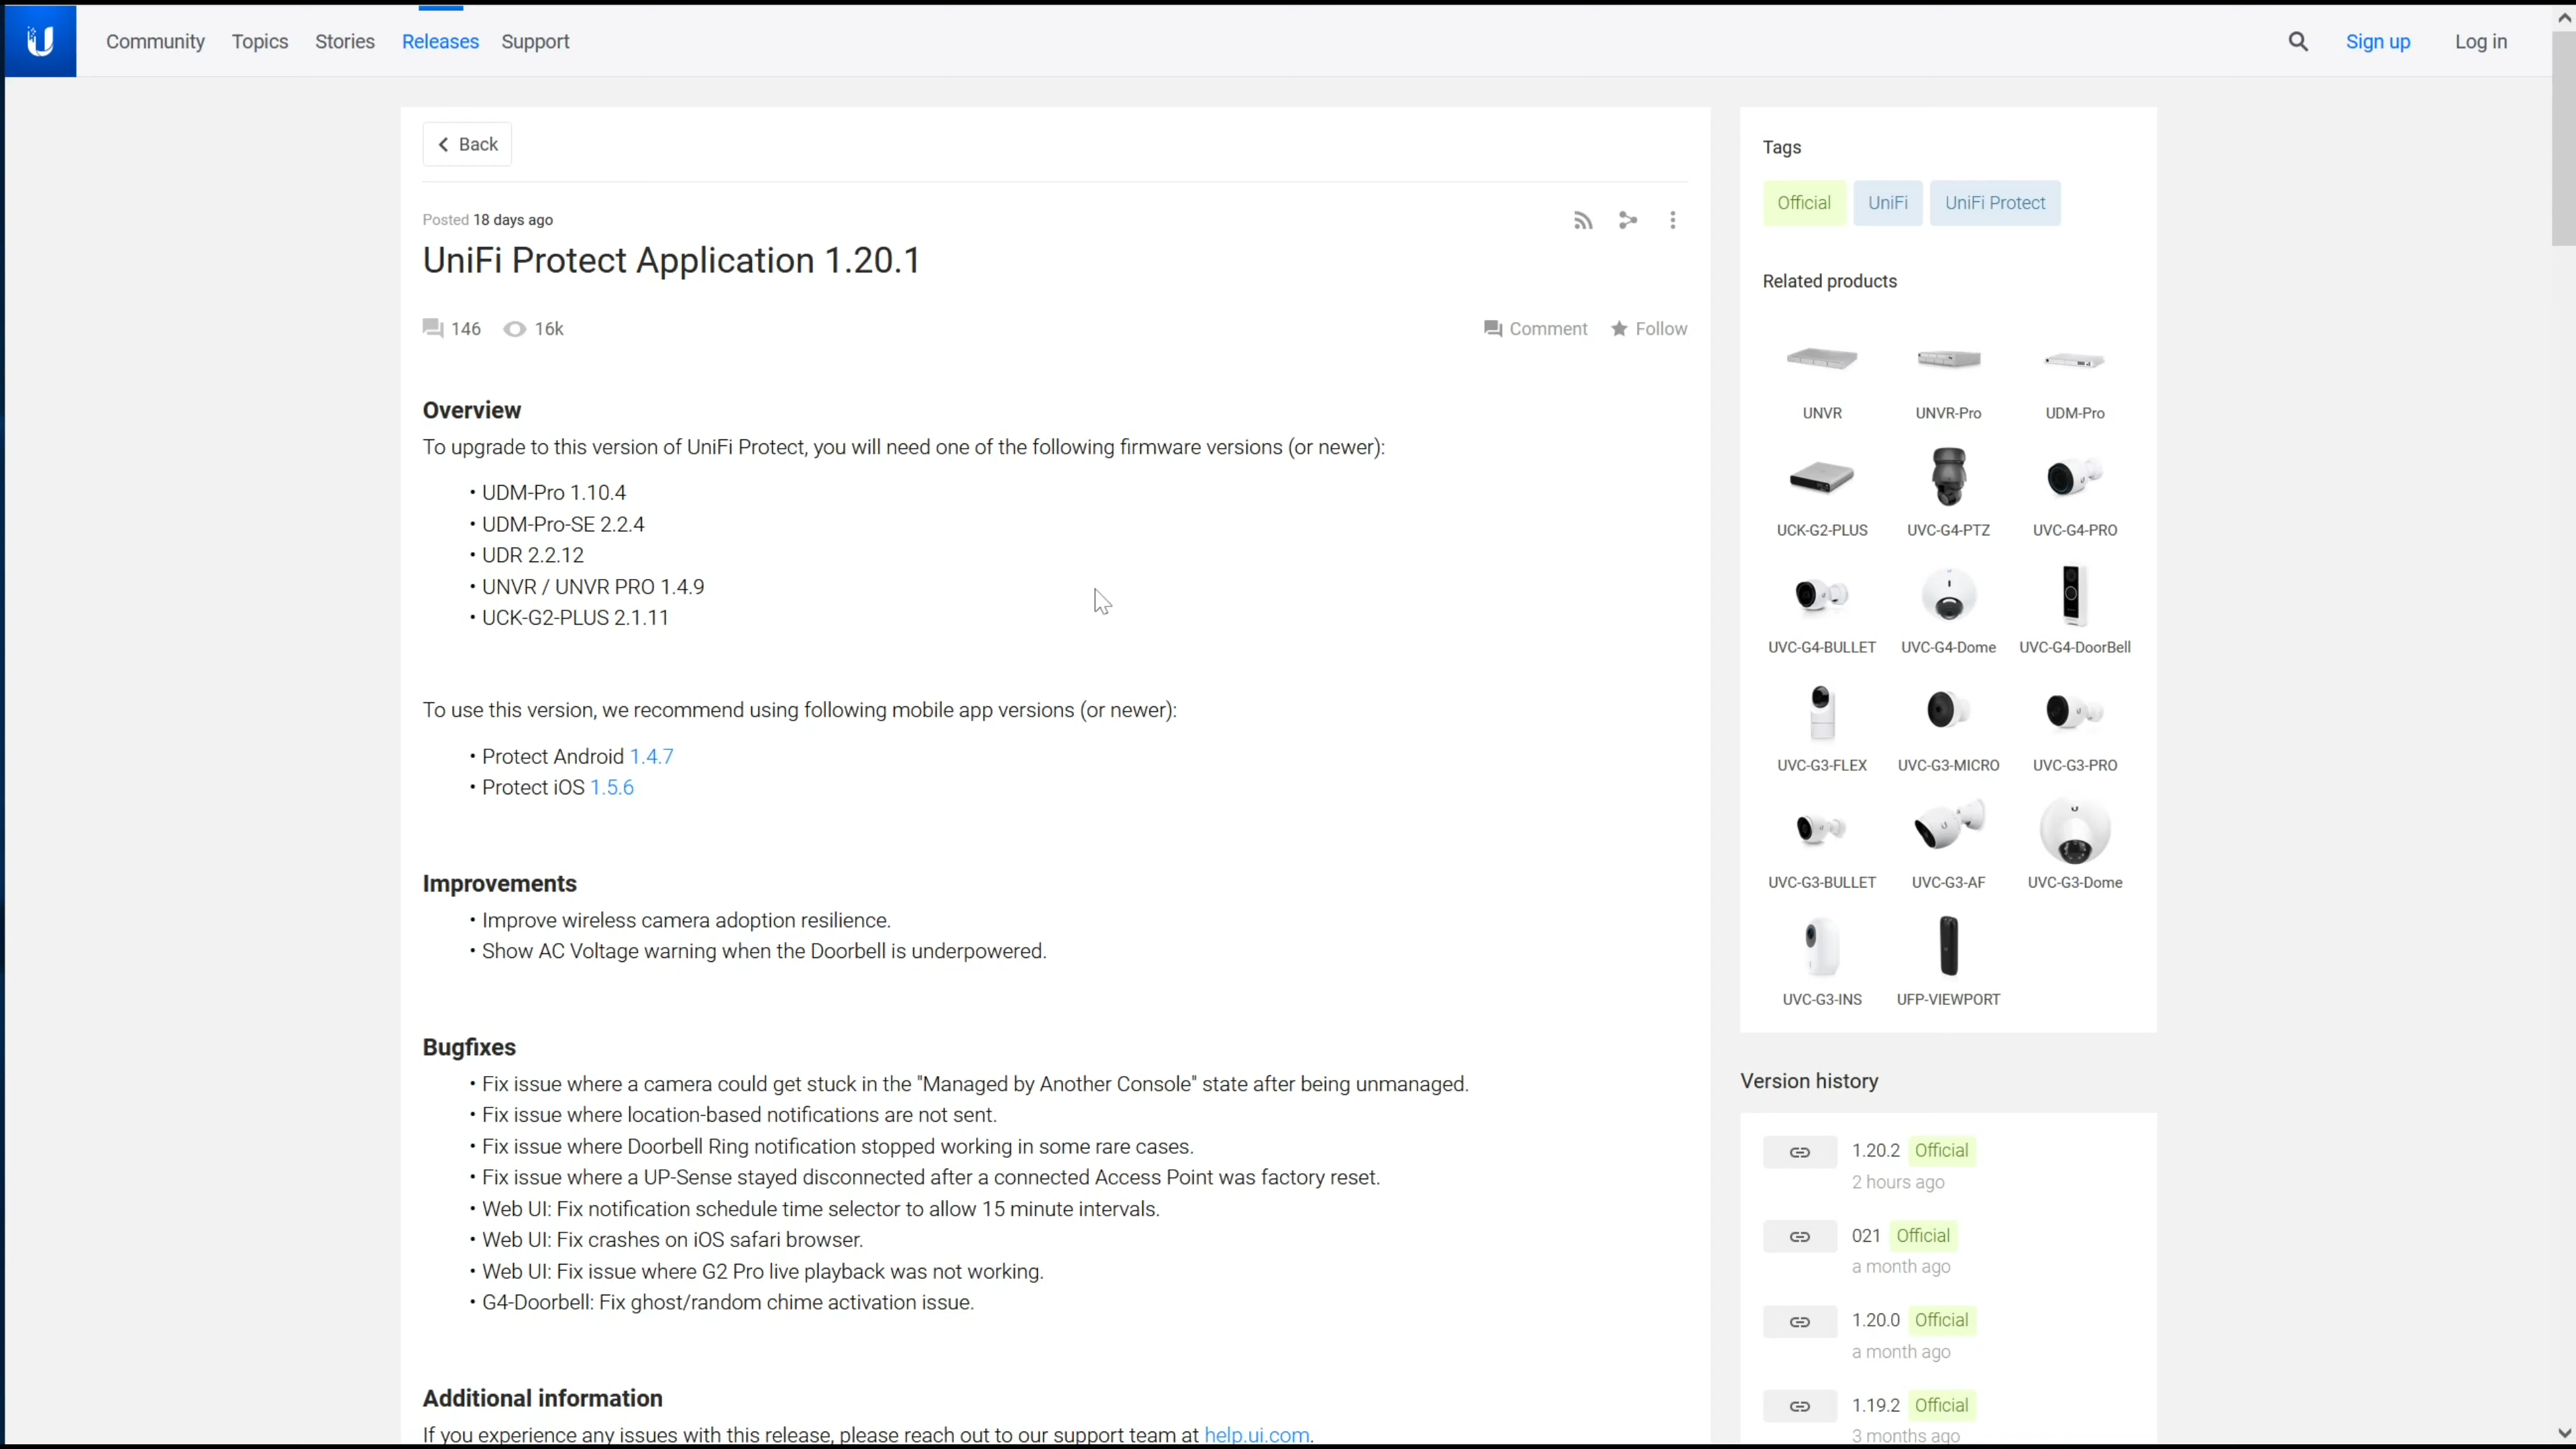 Community Topics Stories Releases Support
Sign up Log in
Back
Posted 18 days ago
UniFi Protect Application 1.20.1
146 16k
Comment Follow
Overview
To upgrade to this version of UniFi Protect, you will need one of the following firmware versions (or newer):
• UDM-Pro 1.10.4
• UDM-Pro-SE 2.2.4
• UDR 2.2.12
• UNVR / UNVR PRO 1.4.9
• UCK-G2-PLUS 2.1.11
To use this version, we recommend using following mobile app versions (or newer):
• Protect Android 1.4.7
• Protect iOS 1.5.6
Improvements
• Improve wireless camera adoption resilience.
• Show AC Voltage warning when the Doorbell is underpowered.
Bugfixes
• Fix issue where a camera could get stuck in the "Managed by Another Console" state after being unmanaged.
• Fix issue where location-based notifications are not sent.
• Fix issue where Doorbell Ring notification stopped working in some rare cases.
• Fix issue where a UP-Sense stayed disconnected after a connected Access Point was factory reset.
• Web UI: Fix notification schedule time selector to allow 15 minute intervals.
• Web UI: Fix crashes on iOS safari browser.
• Web UI: Fix issue where G2 Pro live playback was not working.
• G4-Doorbell: Fix ghost/random chime activation issue.
Additional information
If you experience any issues with this release, please reach out to our support team at help.ui.com.
Tags
Official UniFi UniFi Protect
Related products
UNVR UNVR-Pro UDM-Pro
UCK-G2-PLUS UVC-G4-PTZ UVC-G4-PRO
UVC-G4-BULLET UVC-G4-Dome UVC-G4-DoorBell
UVC-G3-FLEX UVC-G3-MICRO UVC-G3-PRO
UVC-G3-BULLET UVC-G3-AF UVC-G3-Dome
UVC-G3-INS UFP-VIEWPORT
Version history
1.20.2 Official
2 hours ago
021 Official
a month ago
1.20.0 Official
a month ago
1.19.2 Official
3 months ago